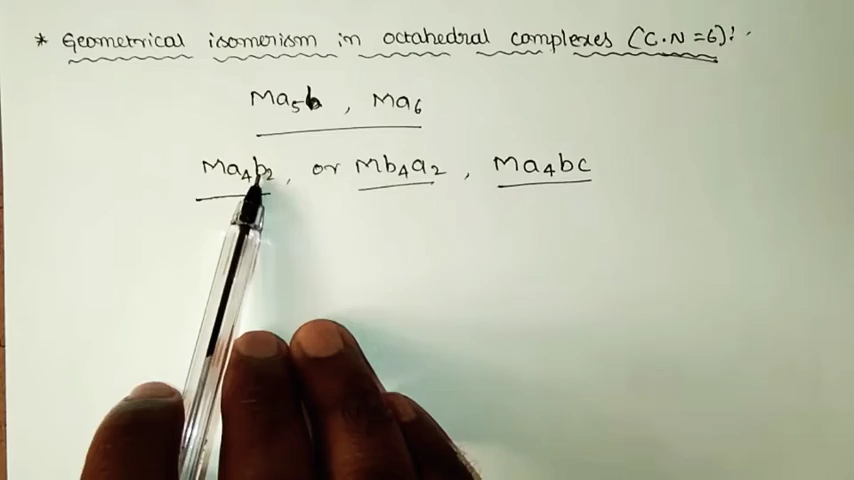 * Geometrical isomerism in octahedral complexes (C.N = 6):
Ma₅b , Ma₆
Ma₄b₂ , or Mb₄a₂ , Ma₄bc